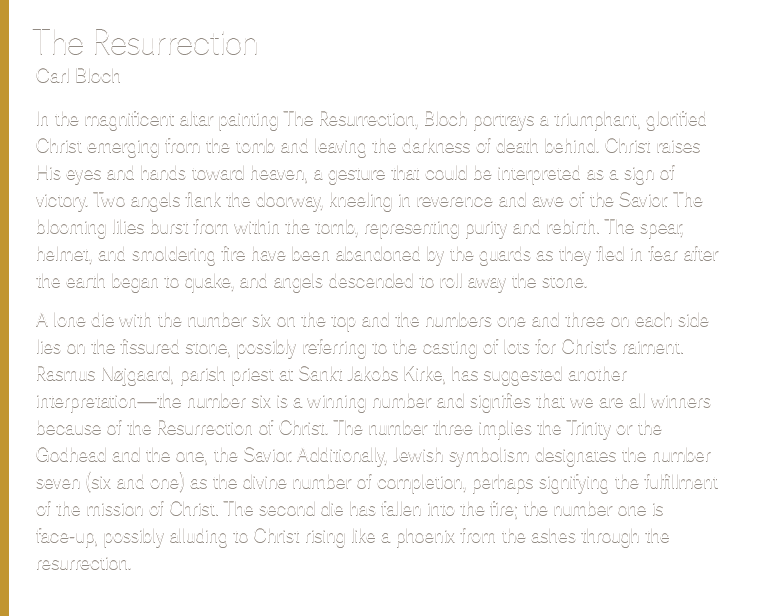 The Resurrection
Carl Bloch
In the magnificent altar painting The Resurrection, Bloch portrays a triumphant, glorified
Christ emerging from the tomb and leaving the darkness of death behind. Christ raises
His eyes and hands toward heaven, a gesture that could be interpreted as a sign of
victory. Two angels flank the doorway, kneeling in reverence and awe of the Savior. The
blooming lilies burst from within the tomb, representing purity and rebirth. The spear,
helmet, and smoldering fire have been abandoned by the guards as they fled in fear after
the earth began to quake, and angels descended to roll away the stone.
A lone die with the number six on the top and the numbers one and three on each side
lies on the fissured stone, possibly referring to the casting of lots for Christ's raiment.
Rasmus Nøjgaard, parish priest at Sankt Jakobs Kirke, has suggested another
interpretation—the number six is a winning number and signifies that we are all winners
because of the Resurrection of Christ. The number three implies the Trinity or the
Godhead and the one, the Savior. Additionally, Jewish symbolism designates the number
seven (six and one) as the divine number of completion, perhaps signifying the fulfillment
of the mission of Christ. The second die has fallen into the fire; the number one is
face-up, possibly alluding to Christ rising like a phoenix from the ashes through the
resurrection.